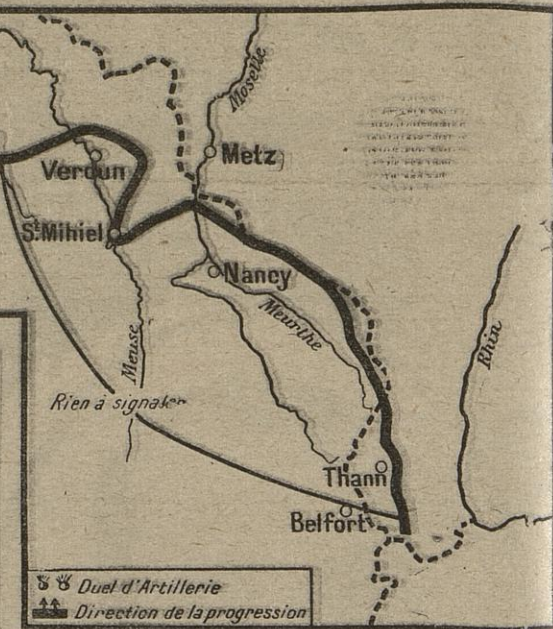 Moselle
Metz
Verdun
St Mihiel
Nancy
Meurthe
Rhin
Meuse
Rien à signaler
Thann
Belfort
Duel d'Artillerie
Direction de la progression